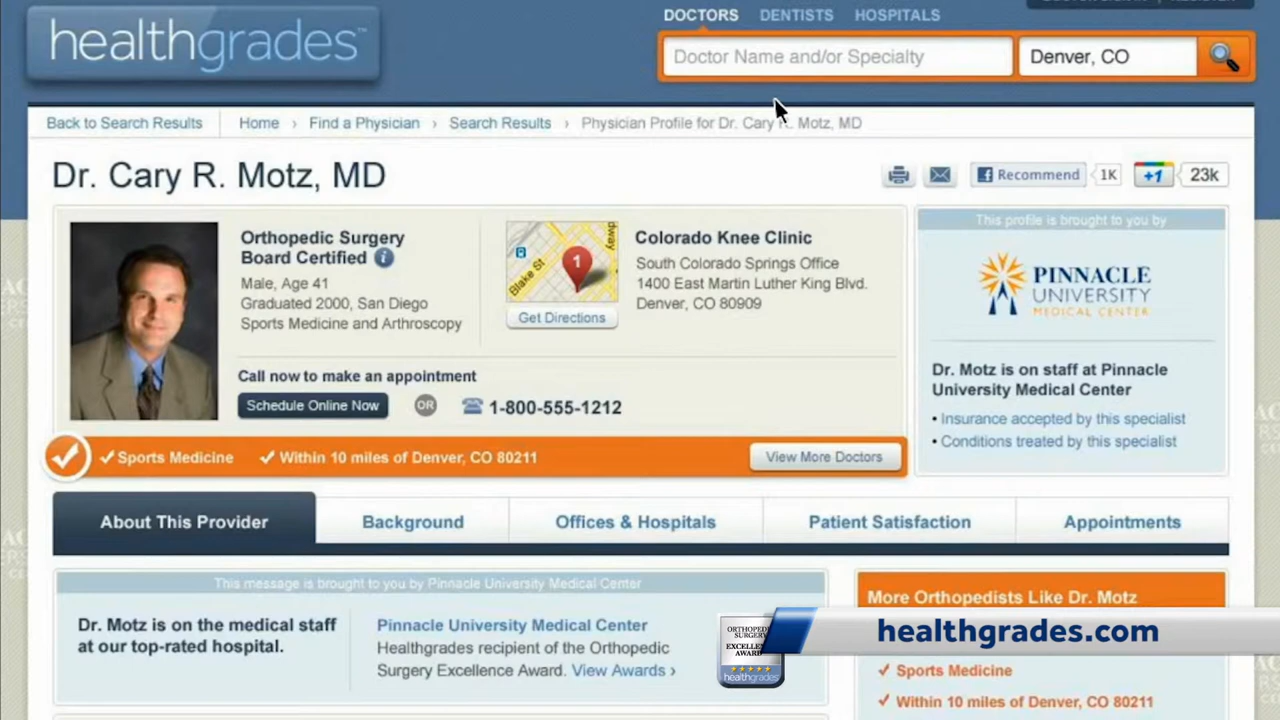 healthgrades™
DOCTORS DENTISTS HOSPITALS
Doctor Name and/or Specialty
Denver, CO
Back to Search Results
Home › Find a Physician › Search Results › Physician Profile for Dr. Cary R. Motz, MD
Dr. Cary R. Motz, MD
Recommend 1K +1 23k
Orthopedic Surgery
Board Certified
Male, Age 41
Graduated 2000, San Diego
Sports Medicine and Arthroscopy
Blake St
1
Get Directions
Colorado Knee Clinic
South Colorado Springs Office
1400 East Martin Luther King Blvd.
Denver, CO 80909
Call now to make an appointment
Schedule Online Now OR 1-800-555-1212
This profile is brought to you by
PINNACLE
UNIVERSITY
MEDICAL CENTER
Dr. Motz is on staff at Pinnacle
University Medical Center
• Insurance accepted by this specialist
• Conditions treated by this specialist
Sports Medicine
Within 10 miles of Denver, CO 80211
View More Doctors
About This Provider
Background
Offices & Hospitals
Patient Satisfaction
Appointments
This message is brought to you by Pinnacle University Medical Center
Dr. Motz is on the medical staff
at our top-rated hospital.
Pinnacle University Medical Center
Healthgrades recipient of the Orthopedic
Surgery Excellence Award. View Awards ›
healthgrades
More Orthopedists Like Dr. Motz
healthgrades.com
Sports Medicine
Within 10 miles of Denver, CO 80211